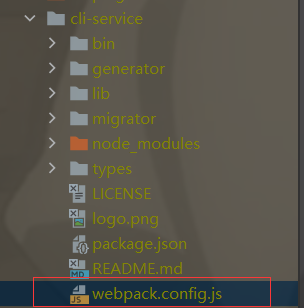 cli-service
bin
generator
lib
migrator
node_modules
types
LICENSE
logo.png
package.json
README.md
webpack.config.js